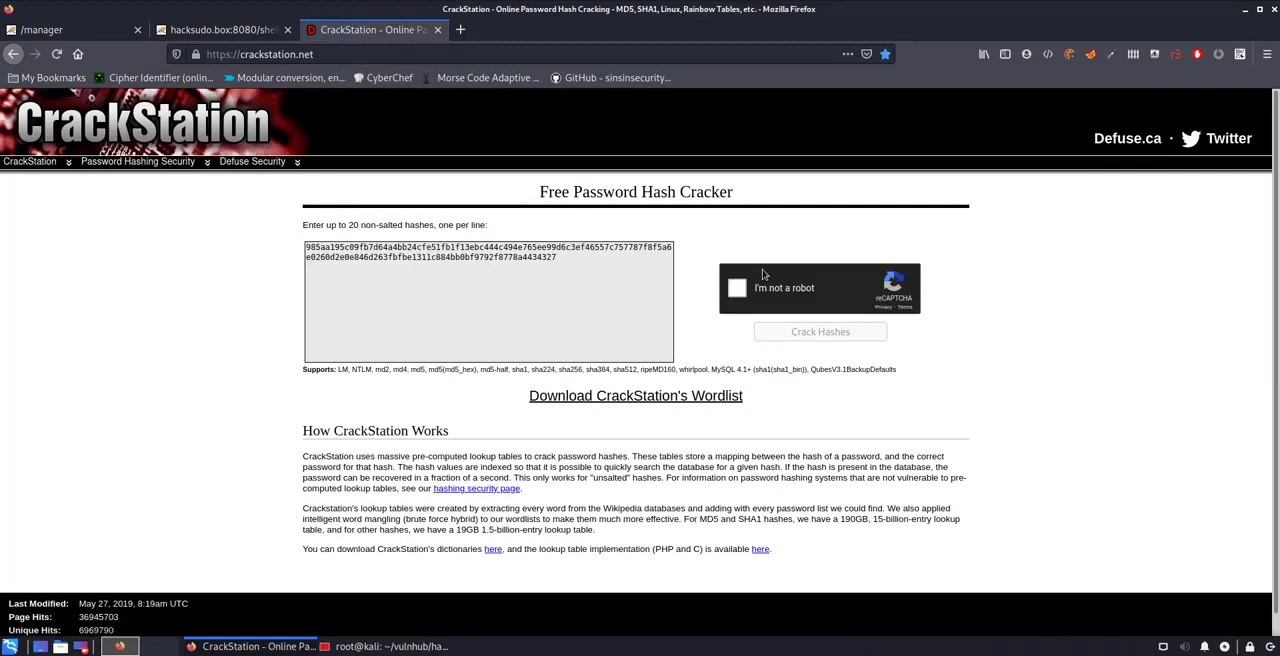 CrackStation - Online Password Hash Cracking - MD5, SHA1, Linux, Rainbow Tables, etc. - Mozilla Firefox
/manager
hacksudo.box:8080/she
CrackStation - Online Pa
https://crackstation.net
My Bookmarks
Cipher Identifier (onlin...
Modular conversion, en...
CyberChef
Morse Code Adaptive ...
GitHub - sinsinsecurity...
CrackStation
Defuse.ca · Twitter
CrackStation
Password Hashing Security
Defuse Security
Free Password Hash Cracker
Enter up to 20 non-salted hashes, one per line:
985aa195c09fb7d64a4bb24cfe51fb1f13ebc444c494e765ee99d6c3ef46557c757787f8f5a6
e0260d2e0e846d263fbfbe1311c884bb0bf9792f8778a4434327
I'm not a robot
reCAPTCHA
Privacy - Terms
Crack Hashes
Supports: LM, NTLM, md2, md4, md5, md5(md5_hex), md5-half, sha1, sha224, sha256, sha384, sha512, ripeMD160, whirlpool, MySQL 4.1+ (sha1(sha1_bin)), QubesV3.1BackupDefaults
Download CrackStation's Wordlist
How CrackStation Works
CrackStation uses massive pre-computed lookup tables to crack password hashes. These tables store a mapping between the hash of a password, and the correct
password for that hash. The hash values are indexed so that it is possible to quickly search the database for a given hash. If the hash is present in the database, the
password can be recovered in a fraction of a second. This only works for "unsalted" hashes. For information on password hashing systems that are not vulnerable to pre-
computed lookup tables, see our hashing security page.
Crackstation's lookup tables were created by extracting every word from the Wikipedia databases and adding with every password list we could find. We also applied
intelligent word mangling (brute force hybrid) to our wordlists to make them much more effective. For MD5 and SHA1 hashes, we have a 190GB, 15-billion-entry lookup
table, and for other hashes, we have a 19GB 1.5-billion-entry lookup table.
You can download CrackStation's dictionaries here, and the lookup table implementation (PHP and C) is available here.
Last Modified: May 27, 2019, 8:19am UTC
Page Hits: 36945703
Unique Hits: 6969790
CrackStation - Online Pa...
root@kali: ~/vulnhub/ha...